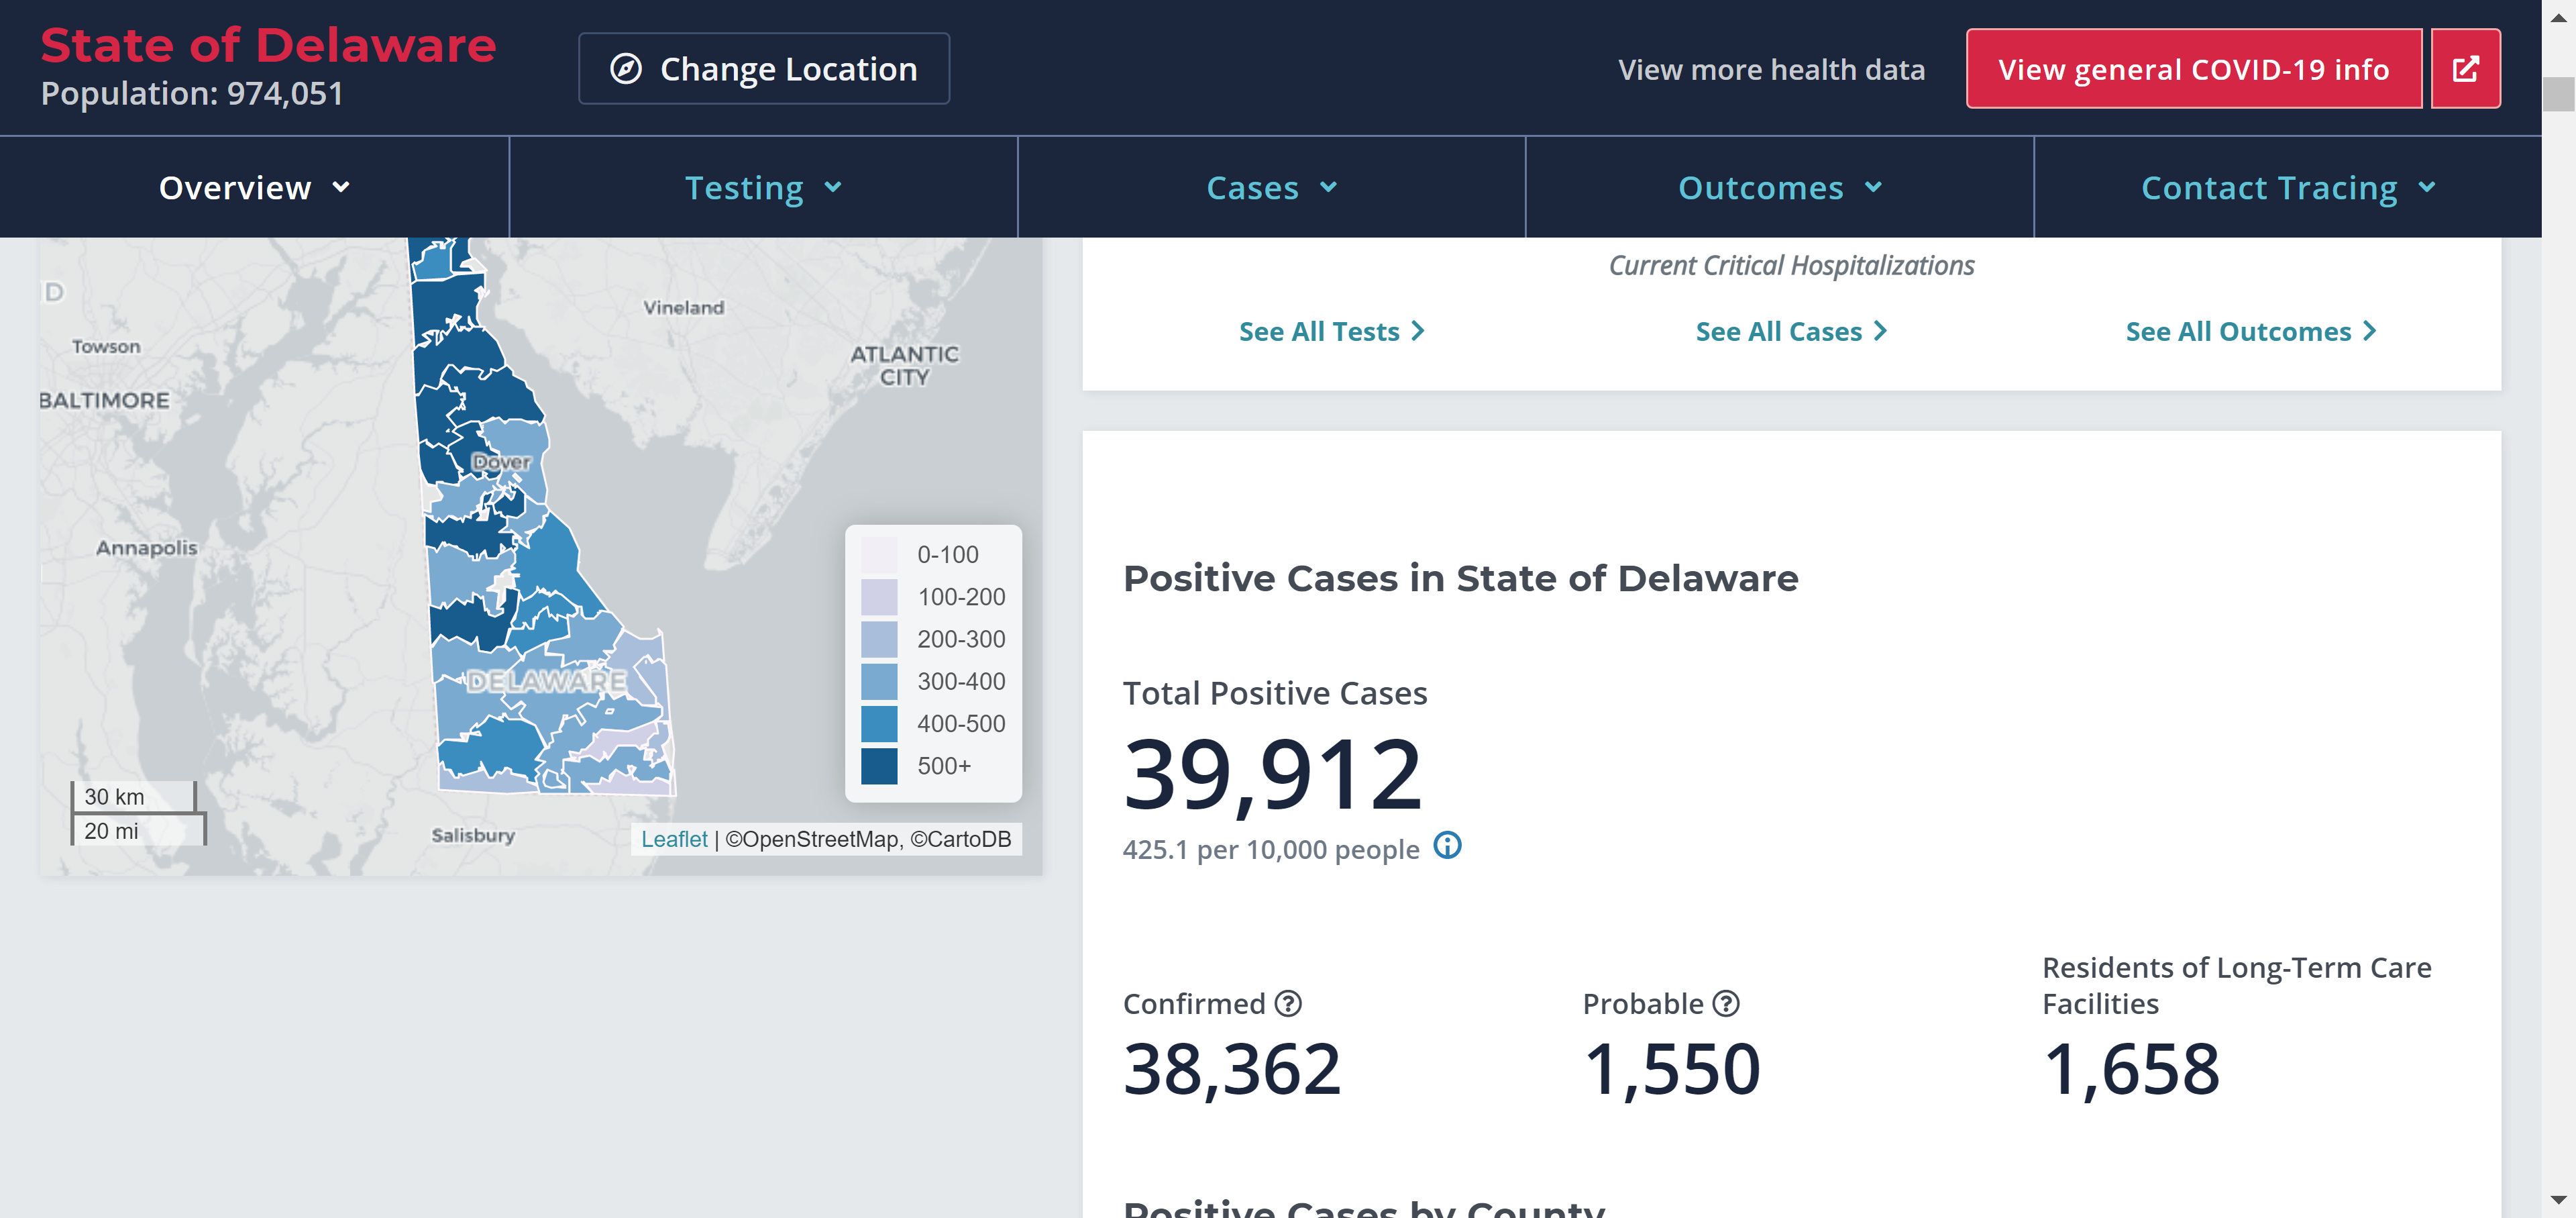 State of Delaware
Population: 974,051
Change Location
View more health data
View general COVID-19 info
Overview
Testing
Cases
Outcomes
Contact Tracing
D
Towson
BALTIMORE
Annapolis
Vineland
ATLANTIC
CITY
Dover
DELAWARE
Salisbury
0-100
100-200
200-300
300-400
400-500
500+
30 km
20 mi
Leaflet | ©OpenStreetMap, ©CartoDB
Current Critical Hospitalizations
See All Tests
See All Cases
See All Outcomes
Positive Cases in State of Delaware
Total Positive Cases
39,912
425.1 per 10,000 people
Confirmed
38,362
Probable
1,550
Residents of Long-Term Care
Facilities
1,658
Positive Cases by County